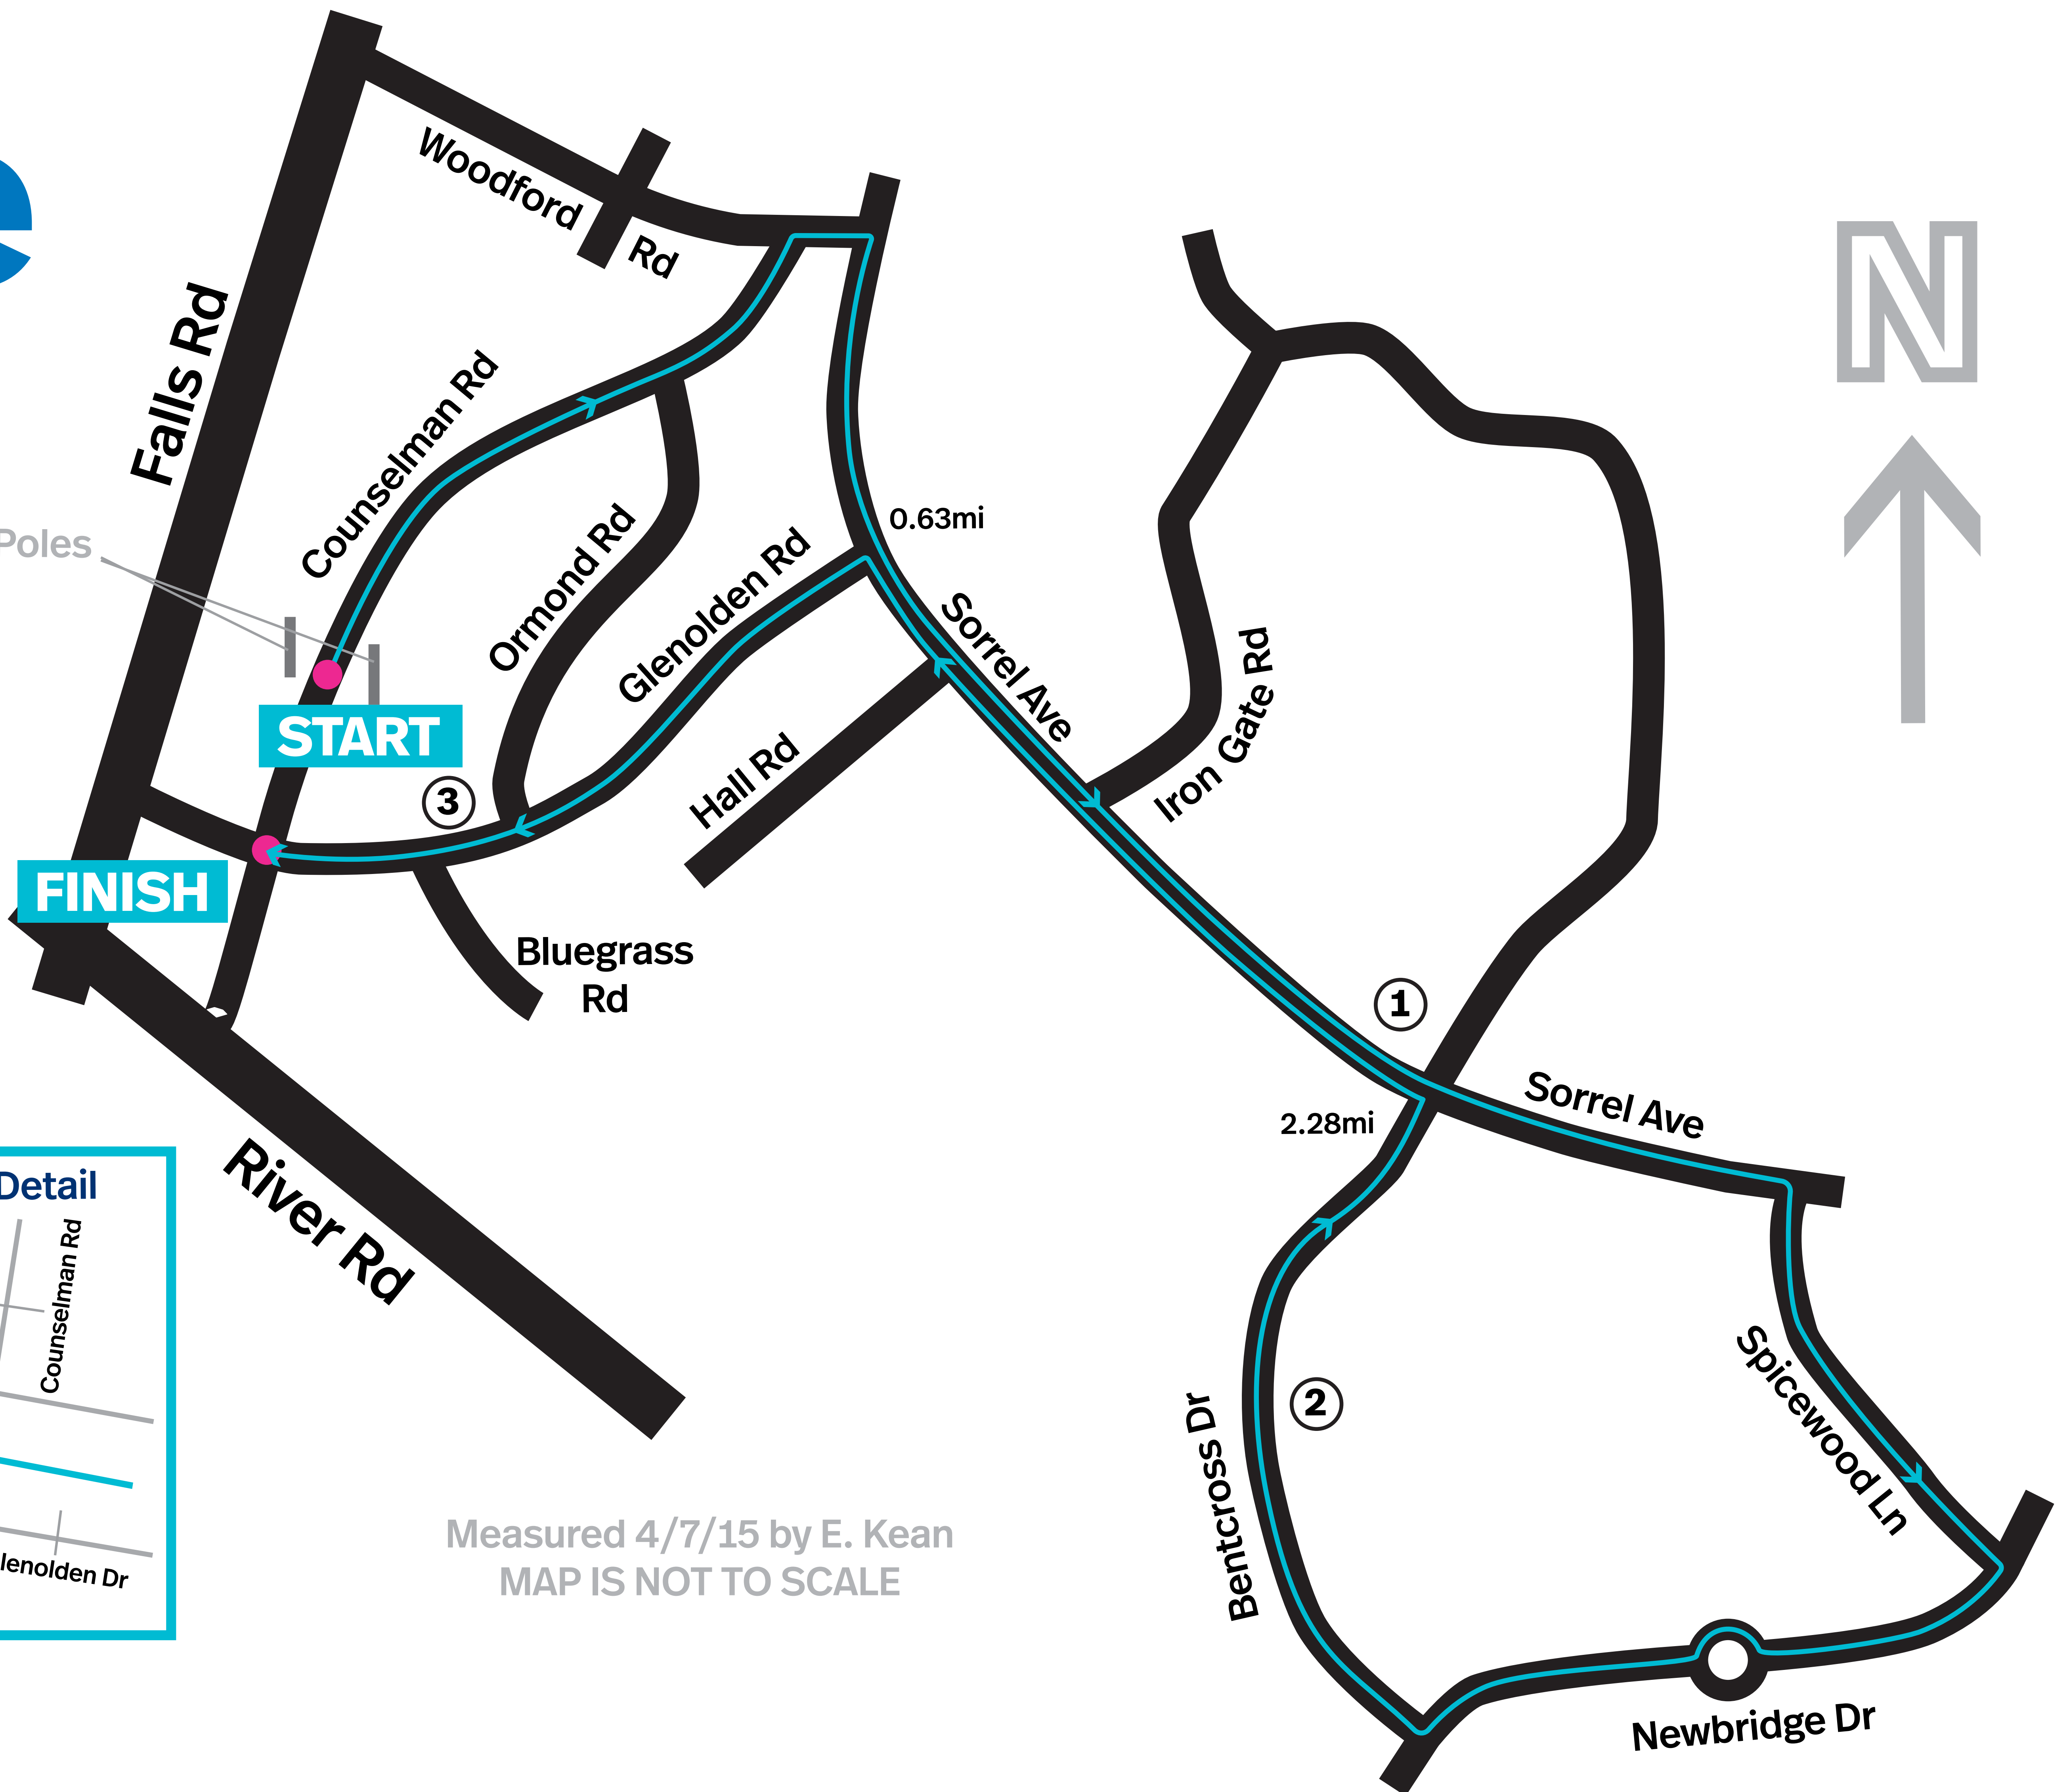 Woodford
Rd
Falls Rd
Counselman Rd
Poles
Ormond Rd
Glenolden Rd
0.63mi
Sorrel Ave
Iron Gate Rd
START
Hall Rd
3
FINISH
Bluegrass
Rd
1
Sorrel Ave
2.28mi
River Rd
Detail
Counselman Rd
lenolden Dr
Spicewood Ln
2
Bentcross Dr
Newbridge Dr
Measured 4/7/15 by E. Kean
MAP IS NOT TO SCALE
N